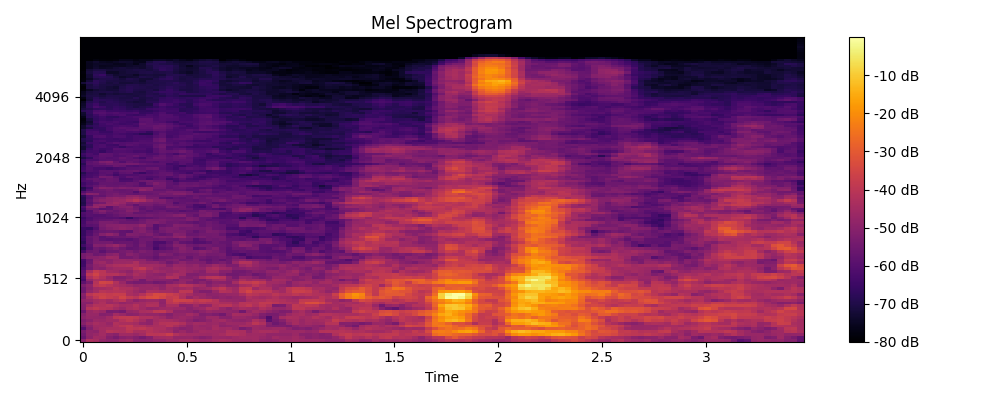 Mel Spectrogram
Hz
4096
2048
1024
512
0
0
0.5
1
1.5
2
2.5
3
Time
-10 dB
-20 dB
-30 dB
-40 dB
-50 dB
-60 dB
-70 dB
-80 dB